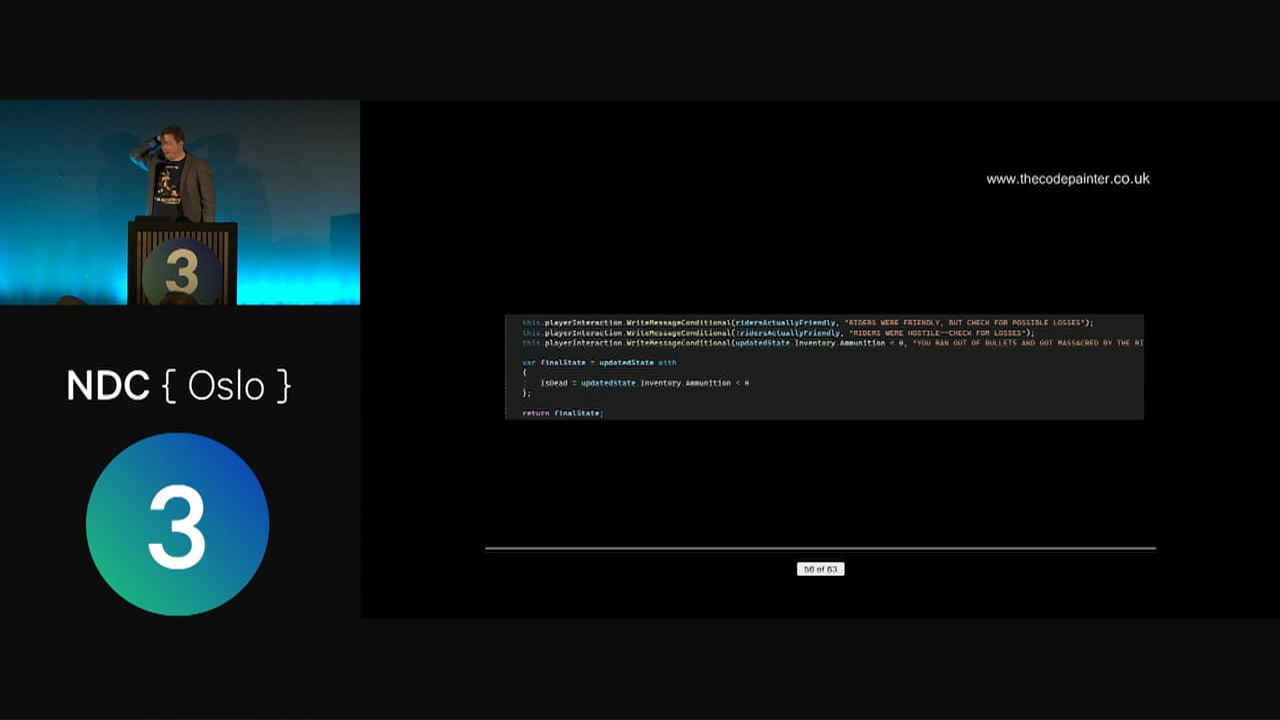 www.thecodepainter.co.uk
this.playerInteraction.WriteMessageConditional(ridersActuallyFriendly, "RIDERS WERE FRIENDLY, BUT CHECK FOR POSSIBLE LOSSES");
this.playerInteraction.WriteMessageConditional(!ridersActuallyFriendly, "RIDERS WERE HOSTILE--CHECK FOR LOSSES");
this.playerInteraction.WriteMessageConditional(updatedState.Inventory.Ammunition < 0, "YOU RAN OUT OF BULLETS AND GOT MASSACRED BY THE RI
var finalState = updatedState with
{
IsDead = updatedState.Inventory.Ammunition < 0
};
return finalState;
3
NDC { Oslo }
3
56 of 63